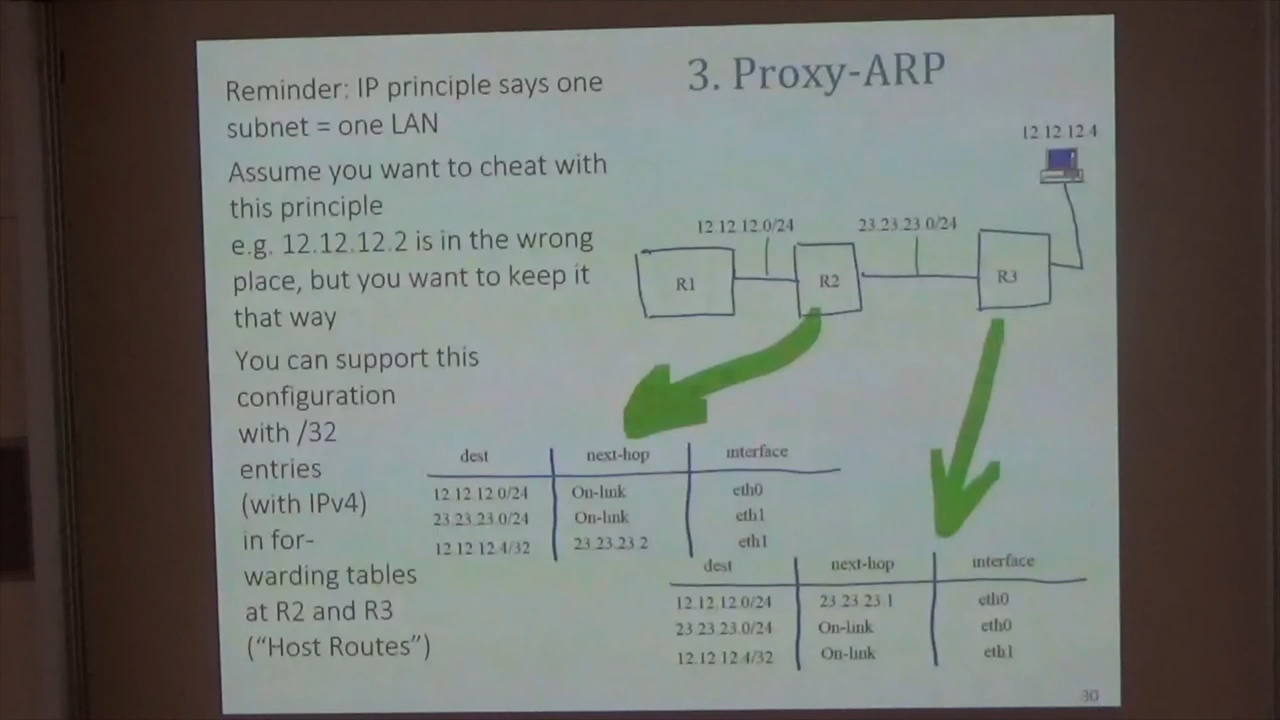 3. Proxy-ARP
Reminder: IP principle says one
subnet = one LAN
Assume you want to cheat with
this principle
e.g. 12.12.12.2 is in the wrong
place, but you want to keep it
that way
You can support this
configuration
with /32
entries
(with IPv4)
in for-
warding tables
at R2 and R3
("Host Routes")
12 12 12 4
12.12.12.0/24
23.23.23 0/24
R1
R2
R3
dest next-hop interface
12 12 12 0/24 On-link eth0
23 23 23.0/24 On-link eth1
12 12 12 4/32 23 23 23 2 eth1
dest next-hop interface
12 12 12.0/24 23 23 23 1 eth0
23 23 23.0/24 On-link eth0
12.12 12 4/32 On-link eth1
30